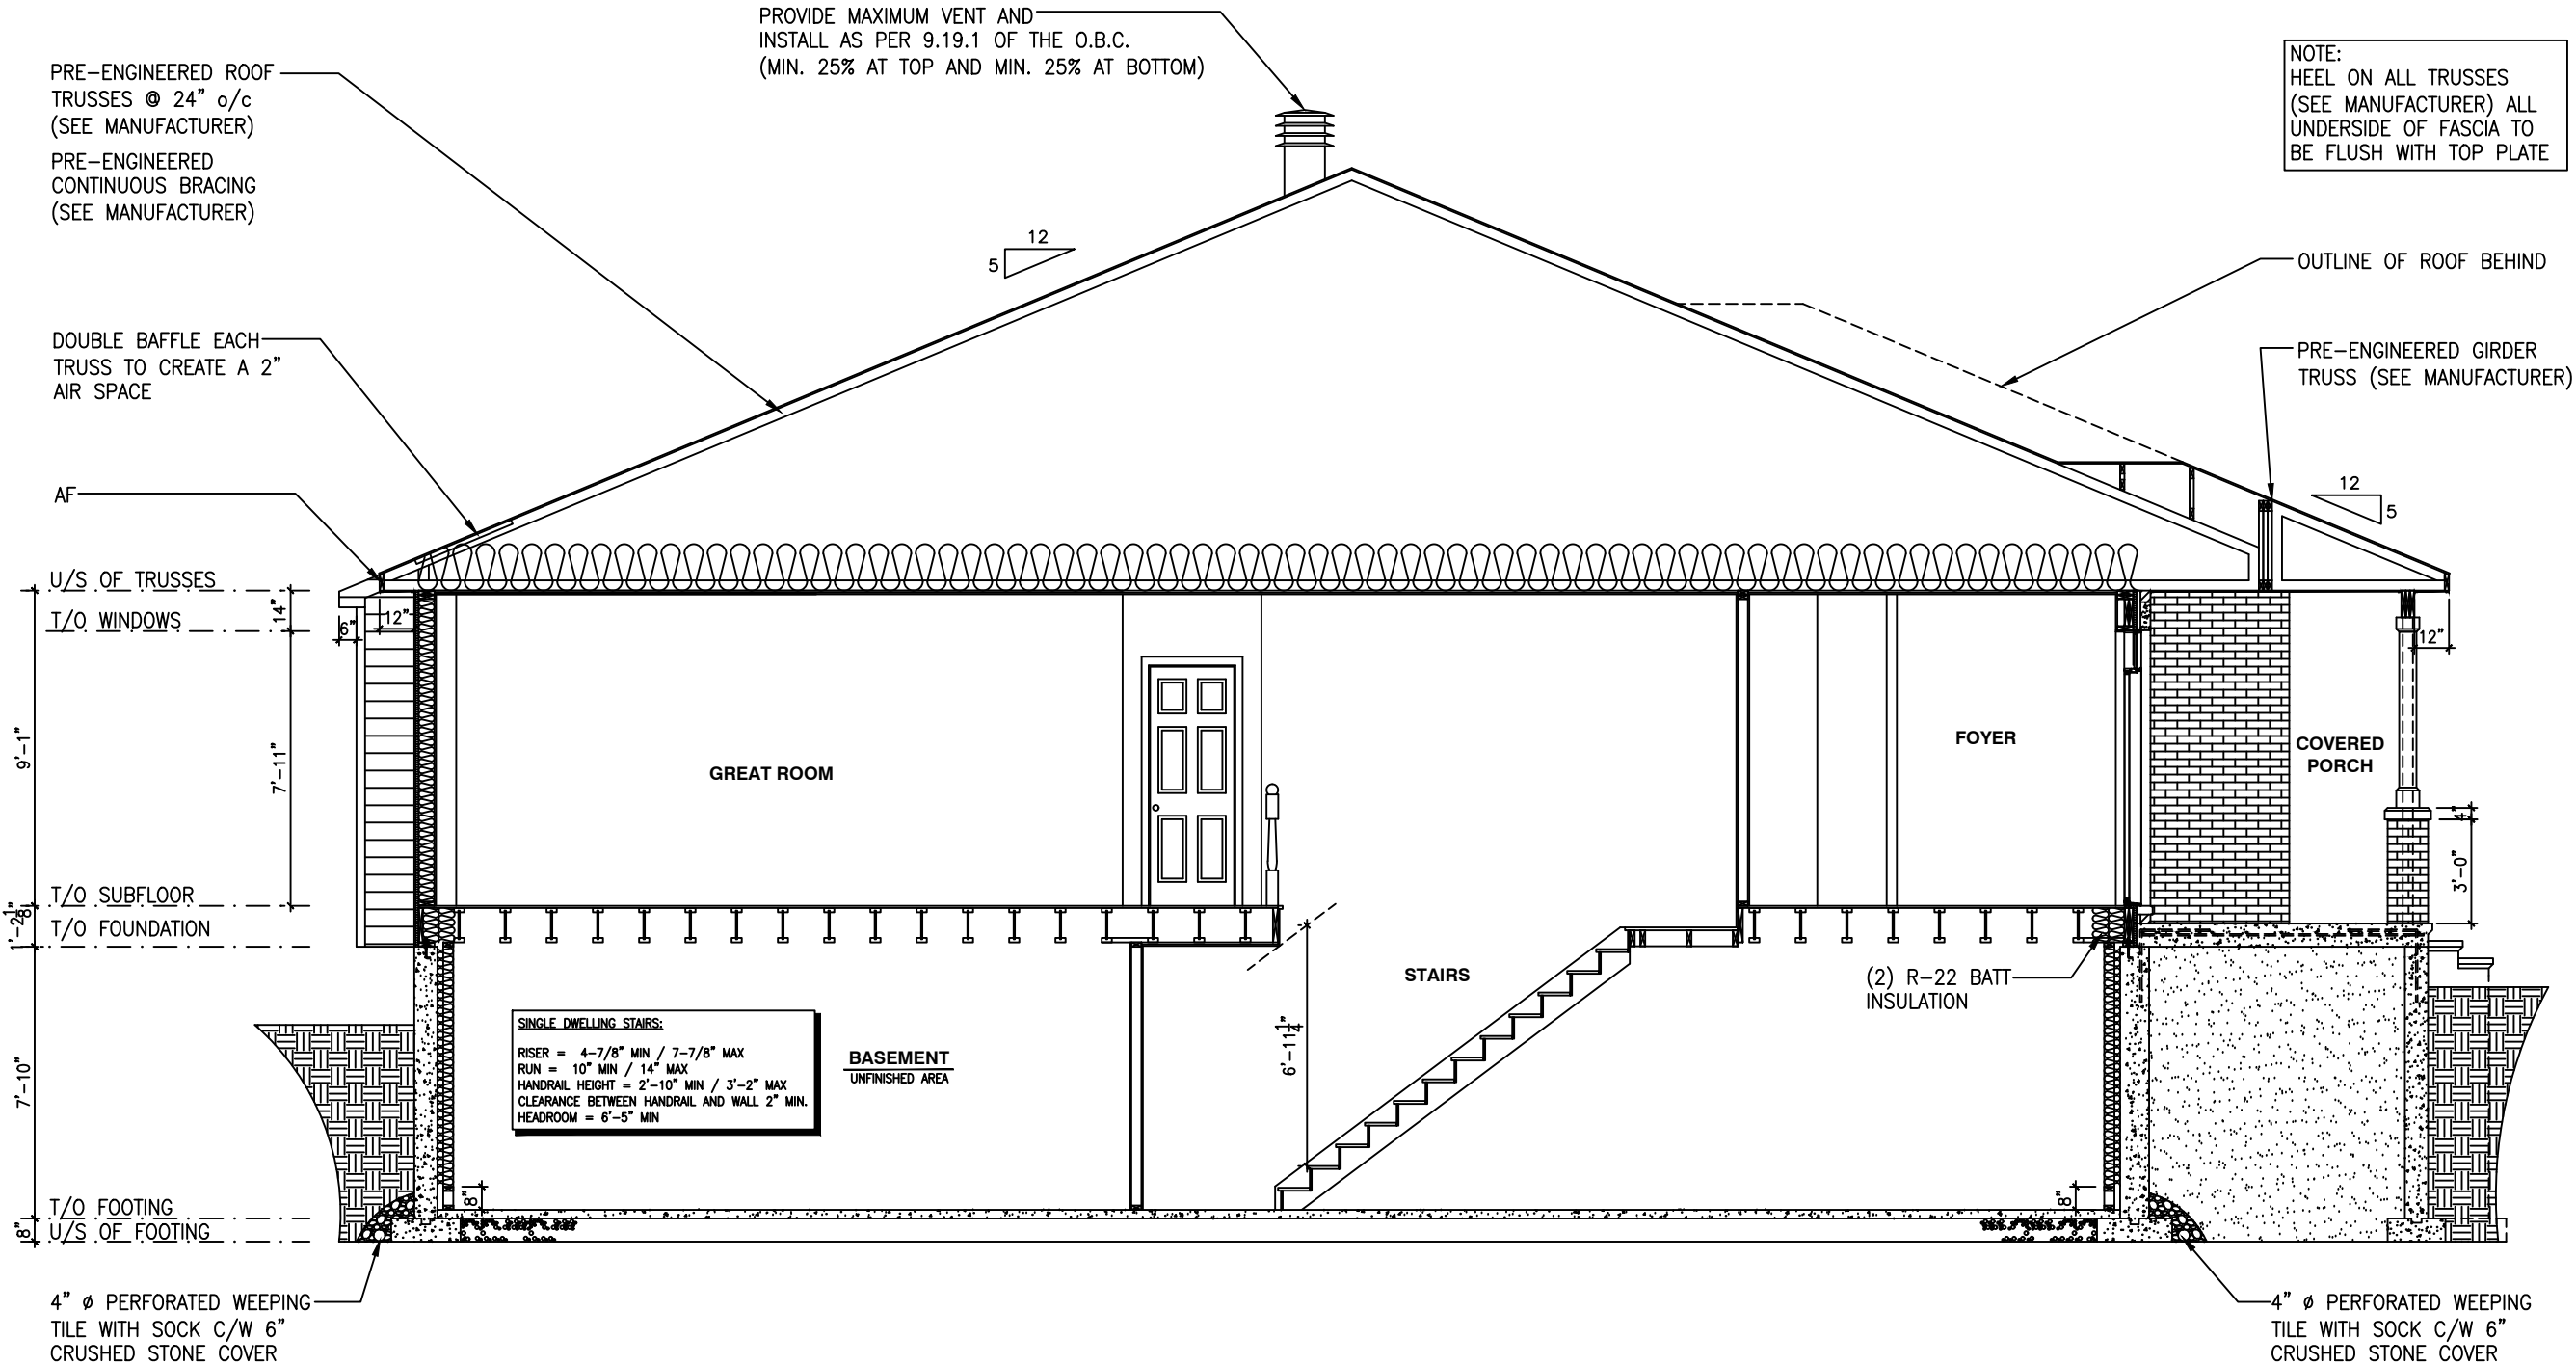 PROVIDE MAXIMUM VENT AND
INSTALL AS PER 9.19.1 OF THE O.B.C.
(MIN. 25% AT TOP AND MIN. 25% AT BOTTOM)
NOTE:
HEEL ON ALL TRUSSES
(SEE MANUFACTURER) ALL
UNDERSIDE OF FASCIA TO
BE FLUSH WITH TOP PLATE
PRE-ENGINEERED ROOF
TRUSSES @ 24" o/c
(SEE MANUFACTURER)
PRE-ENGINEERED
CONTINUOUS BRACING
(SEE MANUFACTURER)
12
5
OUTLINE OF ROOF BEHIND
DOUBLE BAFFLE EACH
TRUSS TO CREATE A 2"
AIR SPACE
PRE-ENGINEERED GIRDER
TRUSS (SEE MANUFACTURER)
AF
12
5
U/S OF TRUSSES
T/O WINDOWS
14"
6"
12"
12"
9'-1"
7'-11"
GREAT ROOM
FOYER
COVERED
PORCH
4"
3'-0"
T/O SUBFLOOR
T/O FOUNDATION
1'-2 1/8"
STAIRS
(2) R-22 BATT
INSULATION
6'-11 1/4"
SINGLE DWELLING STAIRS:
RISER = 4-7/8" MIN / 7-7/8" MAX
RUN = 10" MIN / 14" MAX
HANDRAIL HEIGHT = 2'-10" MIN / 3'-2" MAX
CLEARANCE BETWEEN HANDRAIL AND WALL 2" MIN.
HEADROOM = 6'-5" MIN
BASEMENT
UNFINISHED AREA
7'-10"
8"
8"
T/O FOOTING
U/S OF FOOTING
8"
4" ø PERFORATED WEEPING
TILE WITH SOCK C/W 6"
CRUSHED STONE COVER
4" ø PERFORATED WEEPING
TILE WITH SOCK C/W 6"
CRUSHED STONE COVER